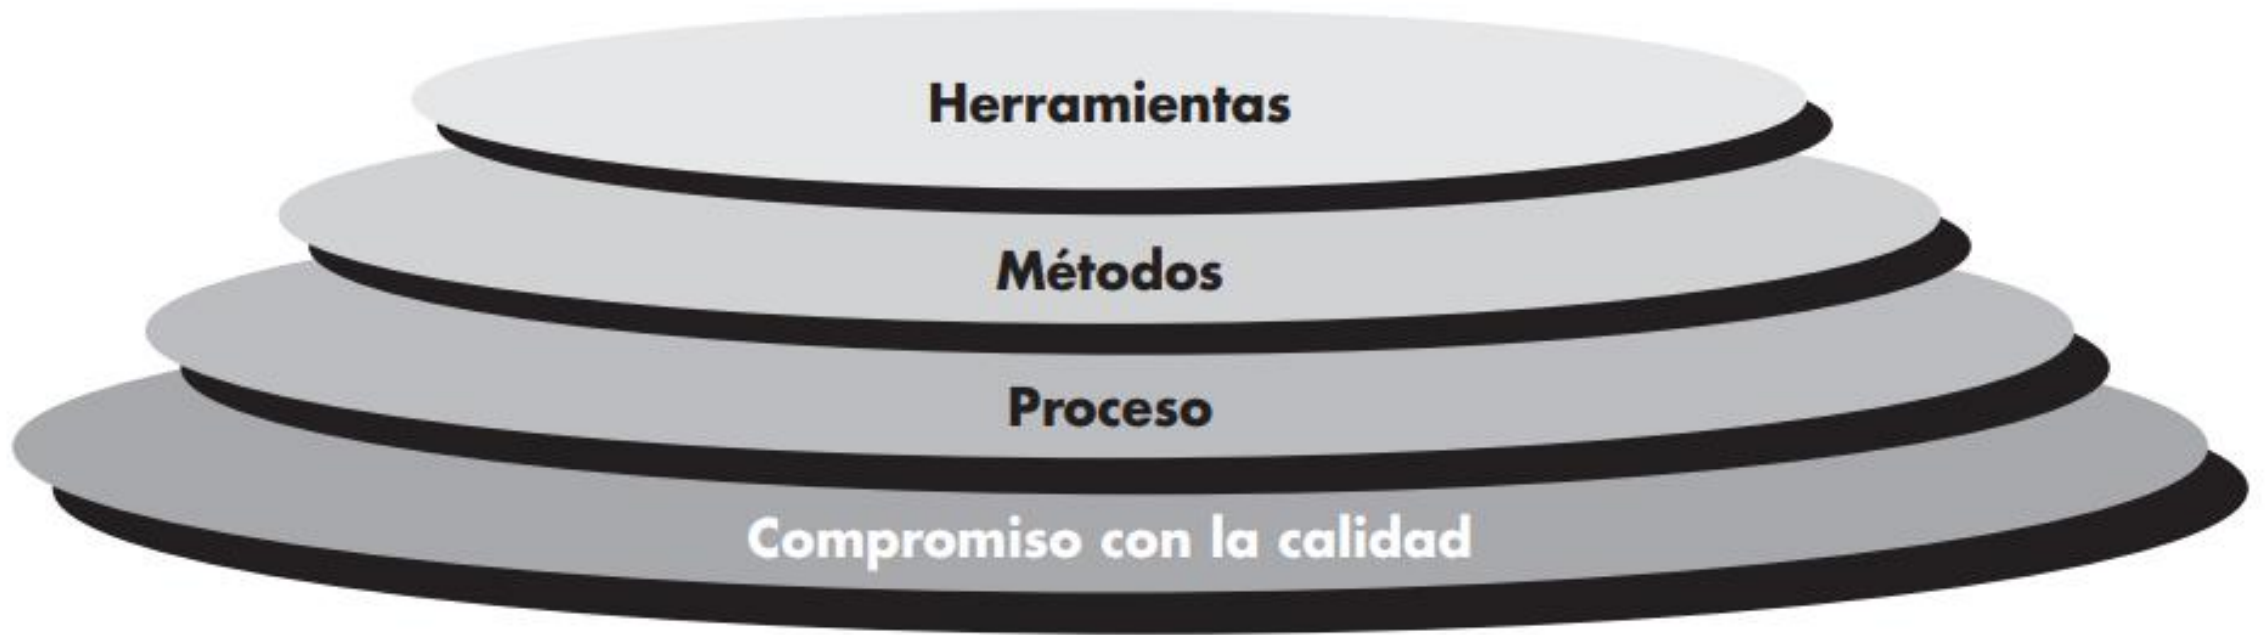 Herramientas
Métodos
Proceso
Compromiso con la calidad